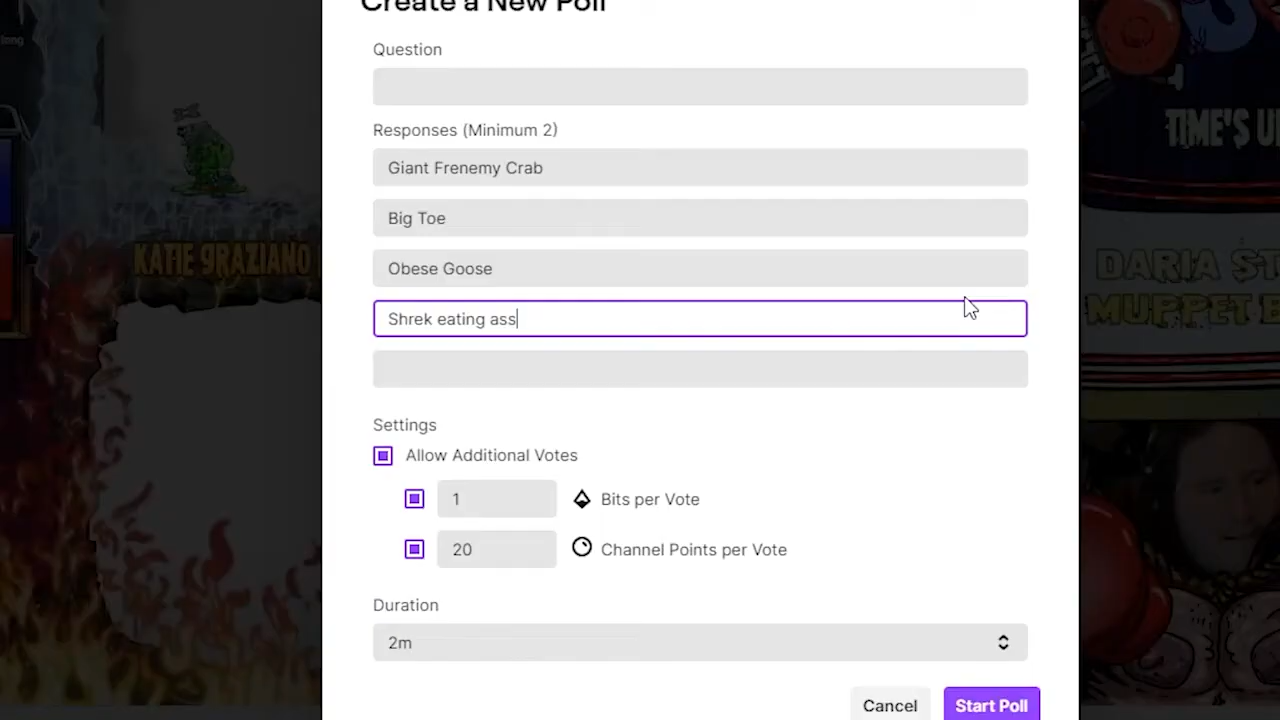 Create a New Poll
Question
Responses (Minimum 2)
Giant Frenemy Crab
Big Toe
Obese Goose
Shrek eating ass
Settings
Allow Additional Votes
1
Bits per Vote
20
Channel Points per Vote
Duration
2m
Cancel
Start Poll
KATIE GRAZIANO
TIME'S U
DARIA ST
MUPPET B